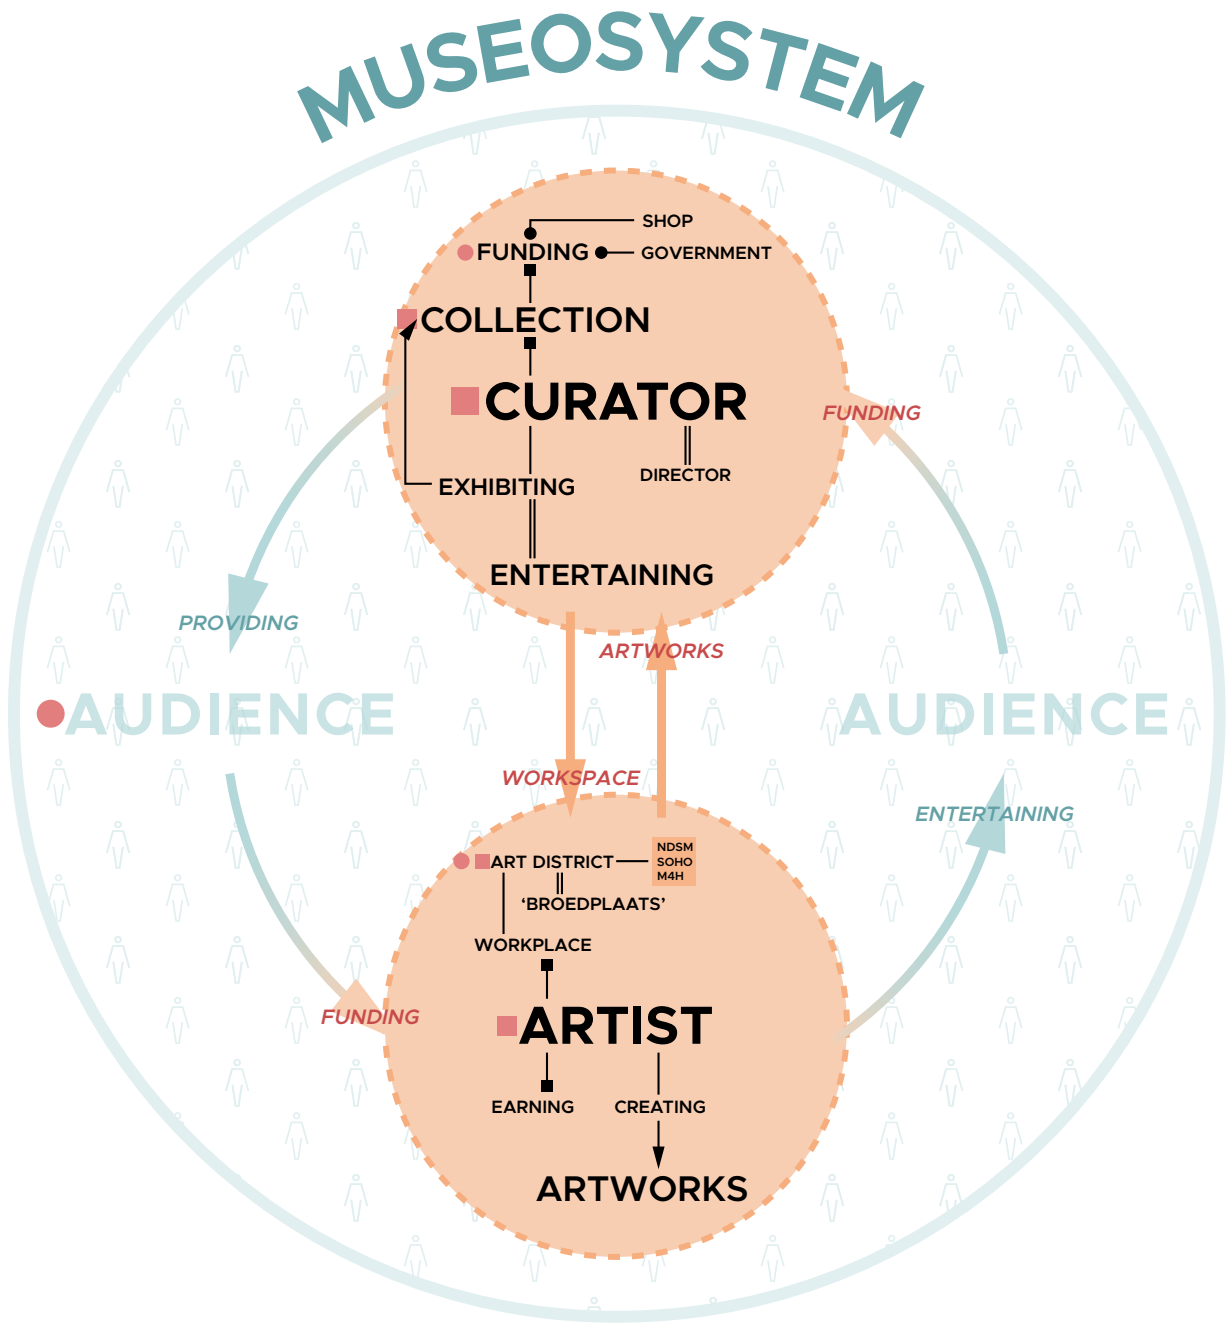 MUSEOSYSTEM
SHOP
FUNDING
GOVERNMENT
COLLECTION
CURATOR
FUNDING
DIRECTOR
EXHIBITING
ENTERTAINING
PROVIDING
ARTWORKS
AUDIENCE
AUDIENCE
WORKSPACE
ENTERTAINING
ART DISTRICT
NDSM
SOHO
M4H
‘BROEDPLAATS’
WORKPLACE
FUNDING
ARTIST
EARNING
CREATING
ARTWORKS